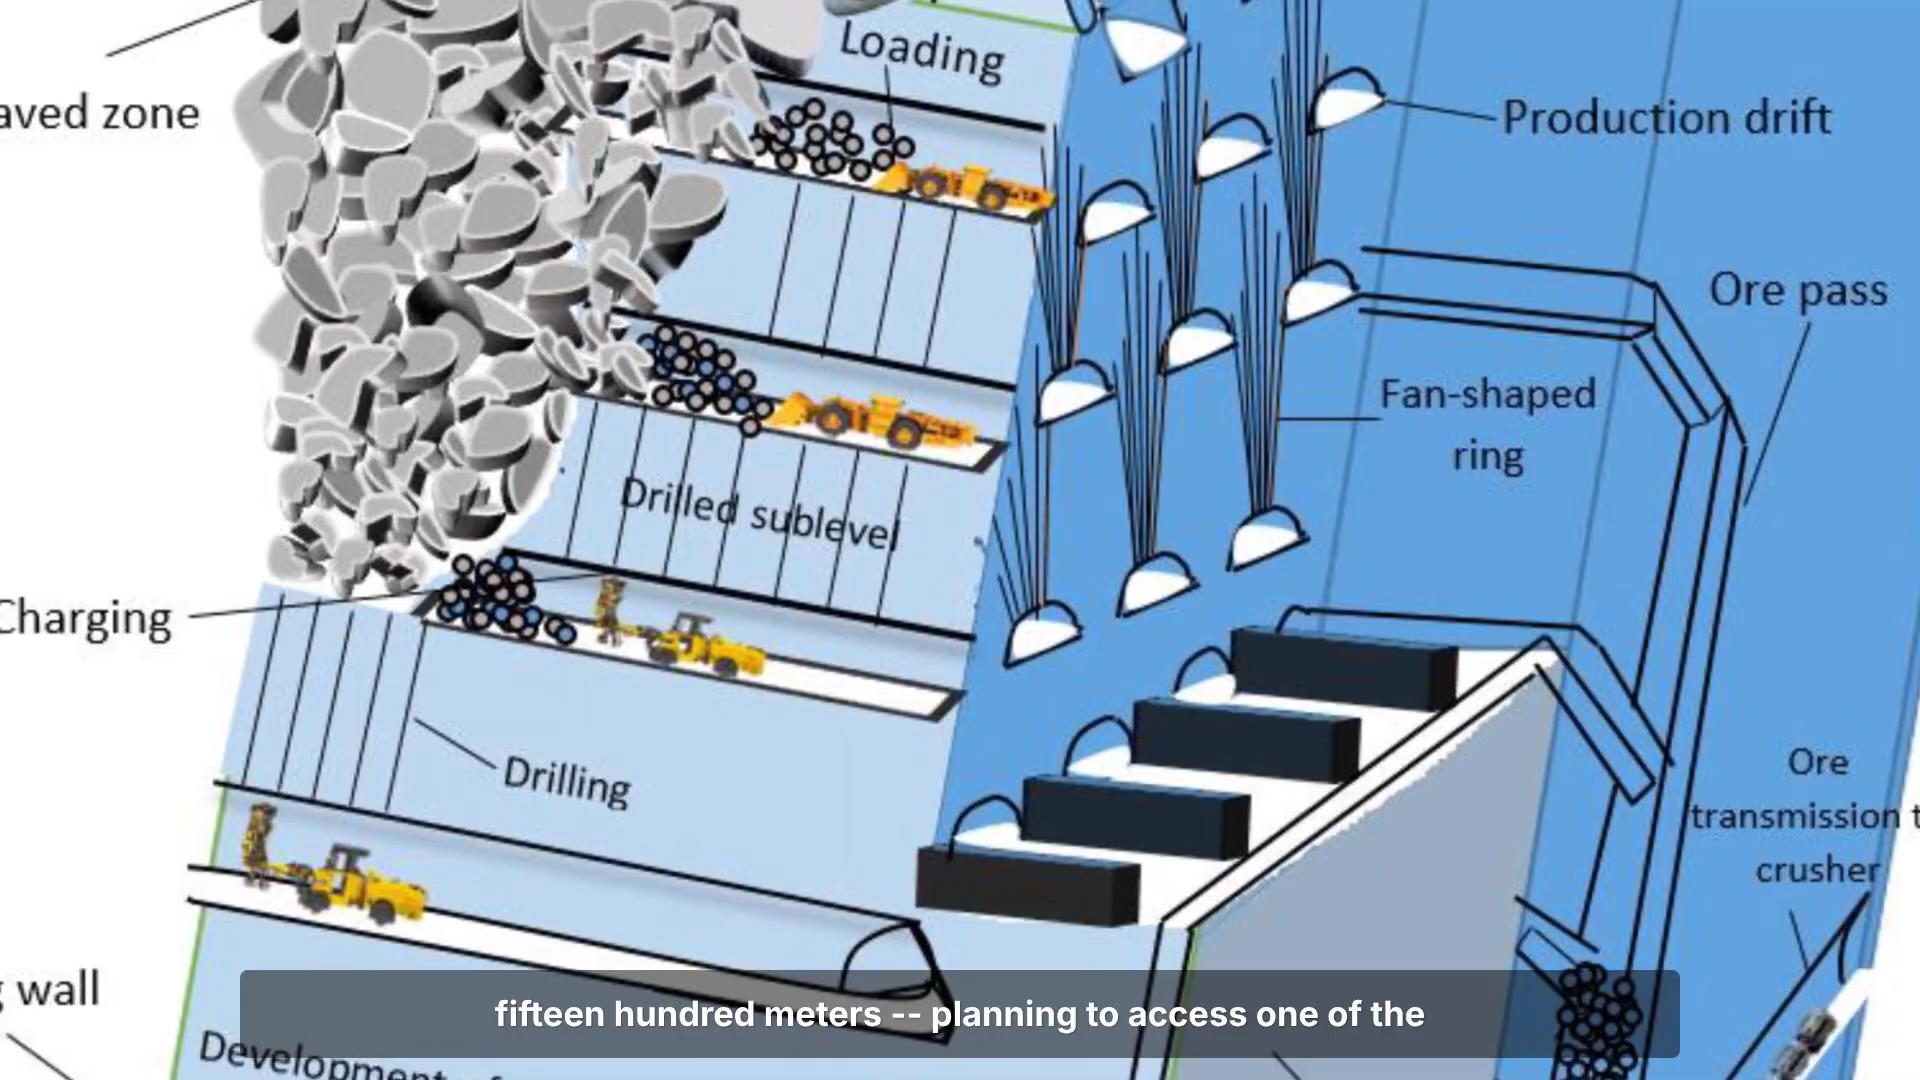 Loading
aved zone
Production drift
Ore pass
Fan-shaped
ring
Drilled sublevel
Charging
Drilling
Ore
transmission t
crusher
g wall
fifteen hundred meters -- planning to access one of the
Development of